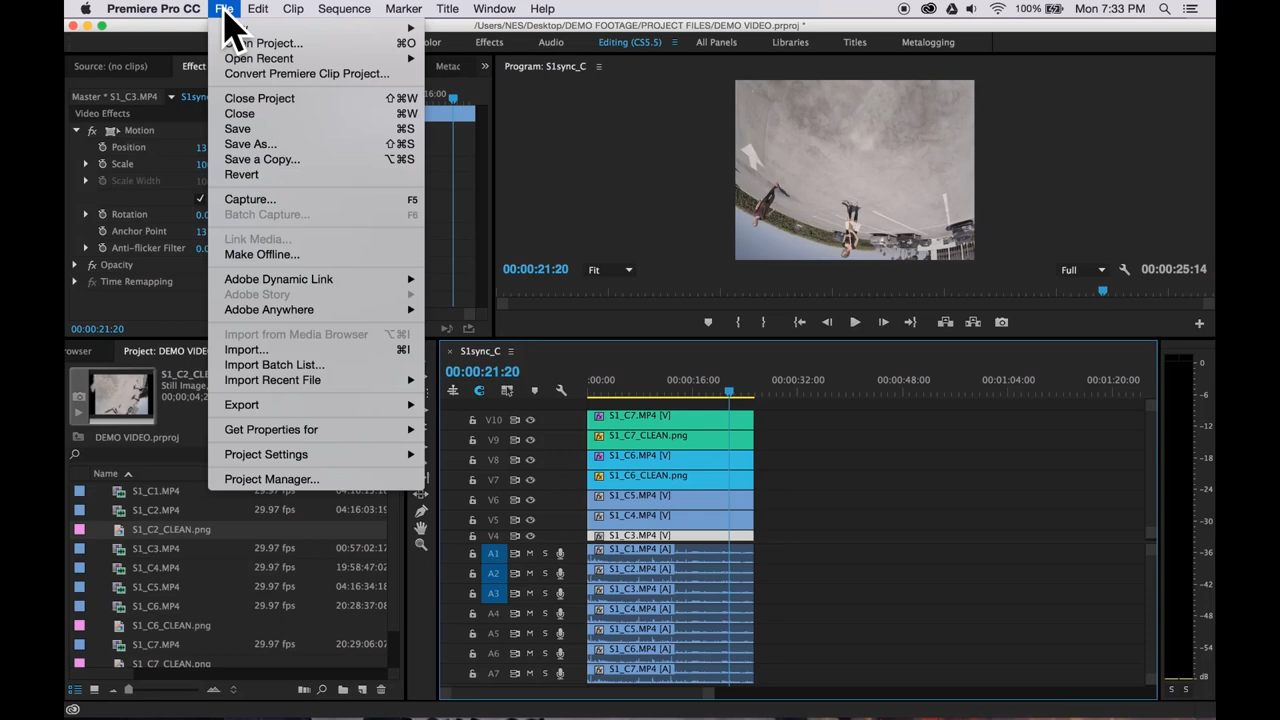 Premiere Pro CC File Edit Clip Sequence Marker Title Window Help 100% Mon 7:33 PM
/Users/NES/Desktop/DEMO FOOTAGE/PROJECT FILES/DEMO VIDEO.prproj *
Effects Audio Editing (CS5.5) All Panels Libraries Titles Metalogging
Source: (no clips) Effect Metac »
Master * S1_C3.MP4 S1sync
Video Effects
fx Motion
Position 13
Scale 10
Scale Width 10
Rotation 0.0
Anchor Point 13
Anti-flicker Filter 0.0
fx Opacity
Time Remapping
00:00:21:20
Open Recent
Convert Premiere Clip Project...
Close Project ⇧⌘W
Close ⌘W
Save ⌘S
Save As... ⇧⌘S
Save a Copy... ⌥⌘S
Revert
Capture... F5
Batch Capture... F6
Link Media...
Make Offline...
Adobe Dynamic Link
Adobe Story
Adobe Anywhere
Import from Media Browser ⌥⌘I
Import... ⌘I
Import Batch List...
Import Recent File
Export
Get Properties for
Project Settings
Project Manager...
Program: S1sync_C
00:00:21:20 Fit Full 00:00:25:14
rowser Project: DEMO VIDE
S1_C2_CLE
Still Image,
00:00:04;2
DEMO VIDEO.prproj
Name
S1_C1.MP4 29.97 fps 04:16:13:19
S1_C2.MP4 29.97 fps 04:16:03:19
S1_C2_CLEAN.png
S1_C3.MP4 29.97 fps 00:57:02:17
S1_C4.MP4 29.97 fps 19:58:47:02
S1_C5.MP4 29.97 fps 04:16:34:18
S1_C6.MP4 29.97 fps 20:28:37:08
S1_C6_CLEAN.png
S1_C7.MP4 29.97 fps 20:29:06:07
S1_C7_CLEAN.png
× S1sync_C
00:00:21:20
:00:00 00:00:16:00 00:00:32:00 00:00:48:00 00:01:04:00 00:01:20:00
V10 S1_C7.MP4 [V]
V9 S1_C7_CLEAN.png
V8 S1_C6.MP4 [V]
V7 S1_C6_CLEAN.png
V6 S1_C5.MP4 [V]
V5 S1_C4.MP4 [V]
V4 S1_C3.MP4 [V]
A1 M S S1_C1.MP4 [A]
A2 M S S1_C2.MP4 [A]
A3 M S S1_C3.MP4 [A]
A4 M S S1_C4.MP4 [A]
A5 M S S1_C5.MP4 [A]
A6 M S S1_C6.MP4 [A]
A7 M S S1_C7.MP4 [A]
0
-6
-12
-18
-24
-30
-36
-42
-48
-54
dB
S S